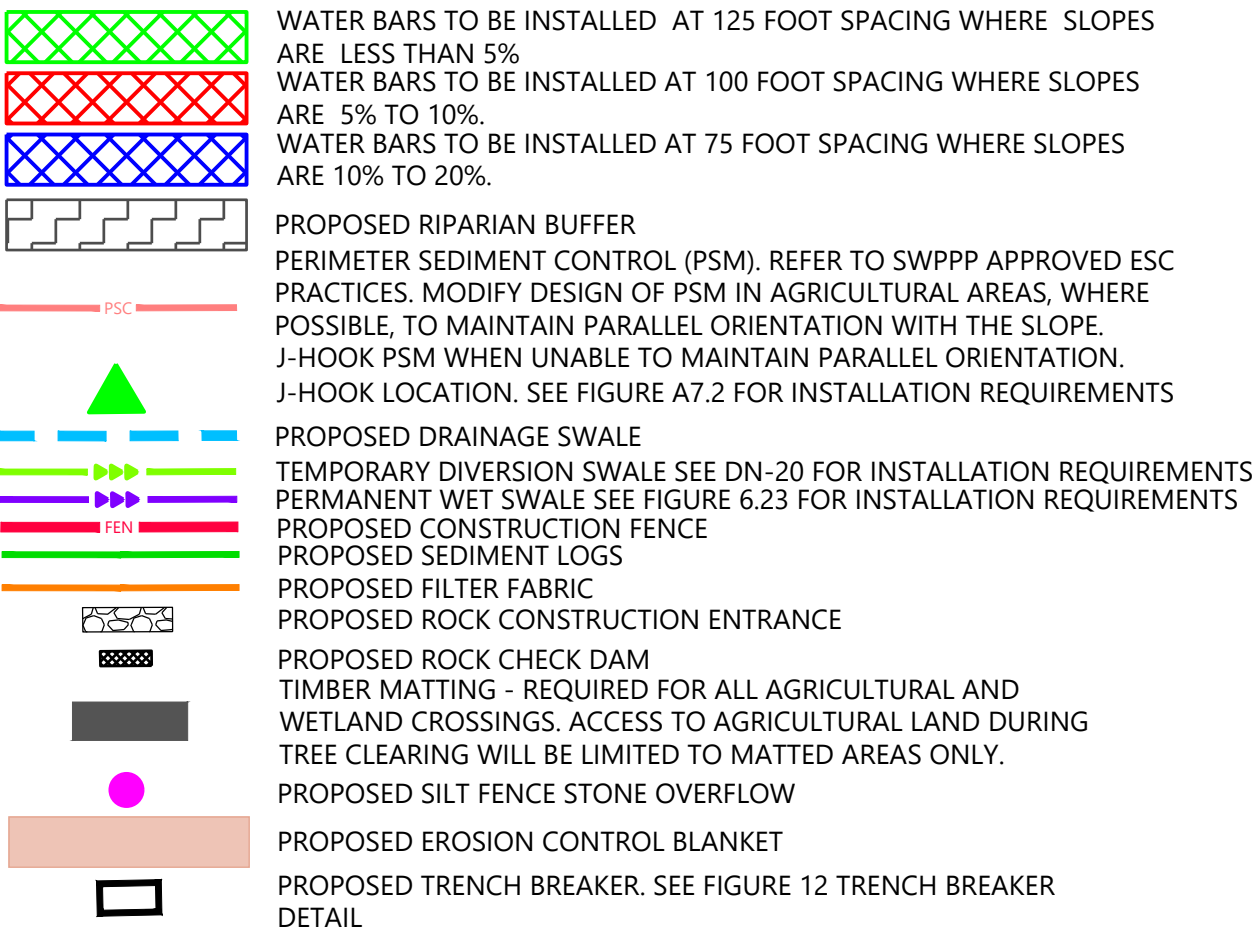 WATER BARS TO BE INSTALLED AT 125 FOOT SPACING WHERE SLOPES
ARE LESS THAN 5%
WATER BARS TO BE INSTALLED AT 100 FOOT SPACING WHERE SLOPES
ARE 5% TO 10%.
WATER BARS TO BE INSTALLED AT 75 FOOT SPACING WHERE SLOPES
ARE 10% TO 20%.
PROPOSED RIPARIAN BUFFER
PERIMETER SEDIMENT CONTROL (PSM). REFER TO SWPPP APPROVED ESC
PSC PRACTICES. MODIFY DESIGN OF PSM IN AGRICULTURAL AREAS, WHERE
POSSIBLE, TO MAINTAIN PARALLEL ORIENTATION WITH THE SLOPE.
J-HOOK PSM WHEN UNABLE TO MAINTAIN PARALLEL ORIENTATION.
J-HOOK LOCATION. SEE FIGURE A7.2 FOR INSTALLATION REQUIREMENTS
PROPOSED DRAINAGE SWALE
TEMPORARY DIVERSION SWALE SEE DN-20 FOR INSTALLATION REQUIREMENTS
PERMANENT WET SWALE SEE FIGURE 6.23 FOR INSTALLATION REQUIREMENTS
FEN PROPOSED CONSTRUCTION FENCE
PROPOSED SEDIMENT LOGS
PROPOSED FILTER FABRIC
PROPOSED ROCK CONSTRUCTION ENTRANCE
PROPOSED ROCK CHECK DAM
TIMBER MATTING - REQUIRED FOR ALL AGRICULTURAL AND
WETLAND CROSSINGS. ACCESS TO AGRICULTURAL LAND DURING
TREE CLEARING WILL BE LIMITED TO MATTED AREAS ONLY.
PROPOSED SILT FENCE STONE OVERFLOW
PROPOSED EROSION CONTROL BLANKET
PROPOSED TRENCH BREAKER. SEE FIGURE 12 TRENCH BREAKER
DETAIL